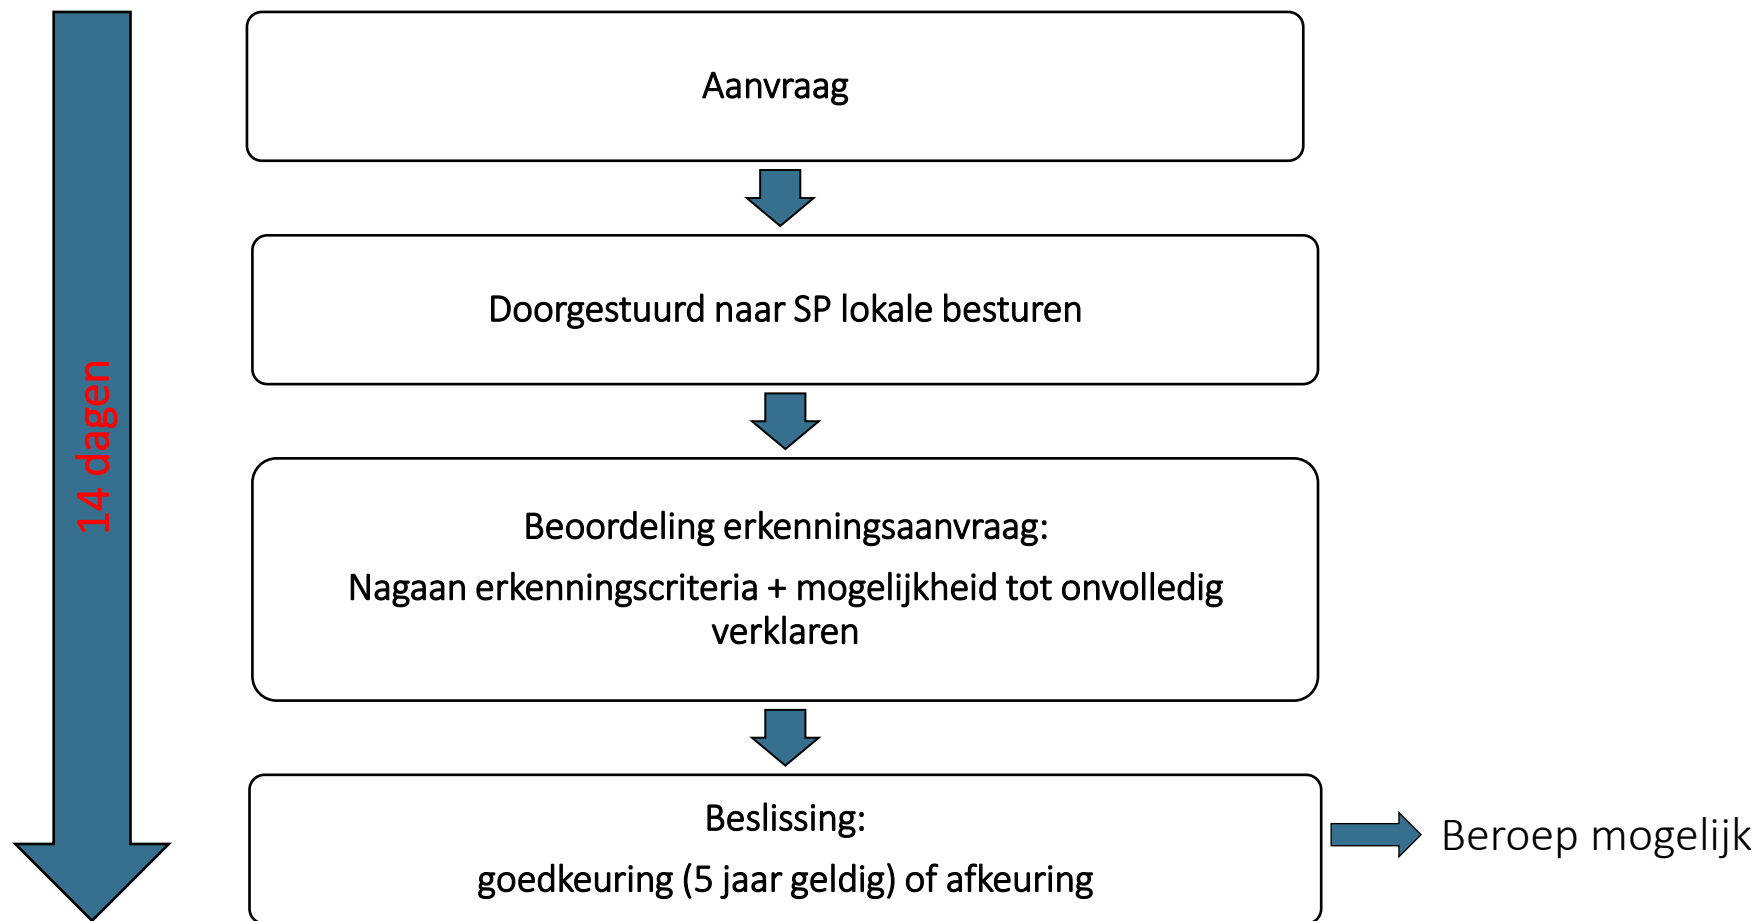 Aanvraag
Doorgestuurd naar SP lokale besturen
14 dagen
Beoordeling erkenningsaanvraag:
Nagaan erkenningscriteria + mogelijkheid tot onvolledig
verklaren
Beslissing:
goedkeuring (5 jaar geldig) of afkeuring
Beroep mogelijk